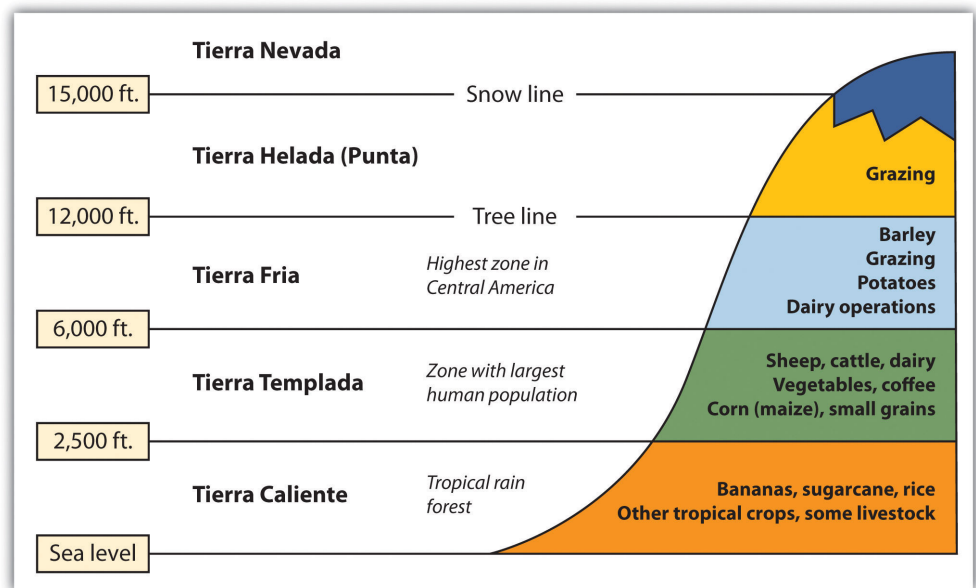 Tierra Nevada
15,000 ft.
Snow line
Tierra Helada (Punta)
Grazing
12,000 ft.
Tree line
Tierra Fria
Highest zone in
Central America
Barley
Grazing
Potatoes
Dairy operations
6,000 ft.
Tierra Templada
Zone with largest
human population
Sheep, cattle, dairy
Vegetables, coffee
Corn (maize), small grains
2,500 ft.
Tierra Caliente
Tropical rain
forest
Bananas, sugarcane, rice
Other tropical crops, some livestock
Sea level